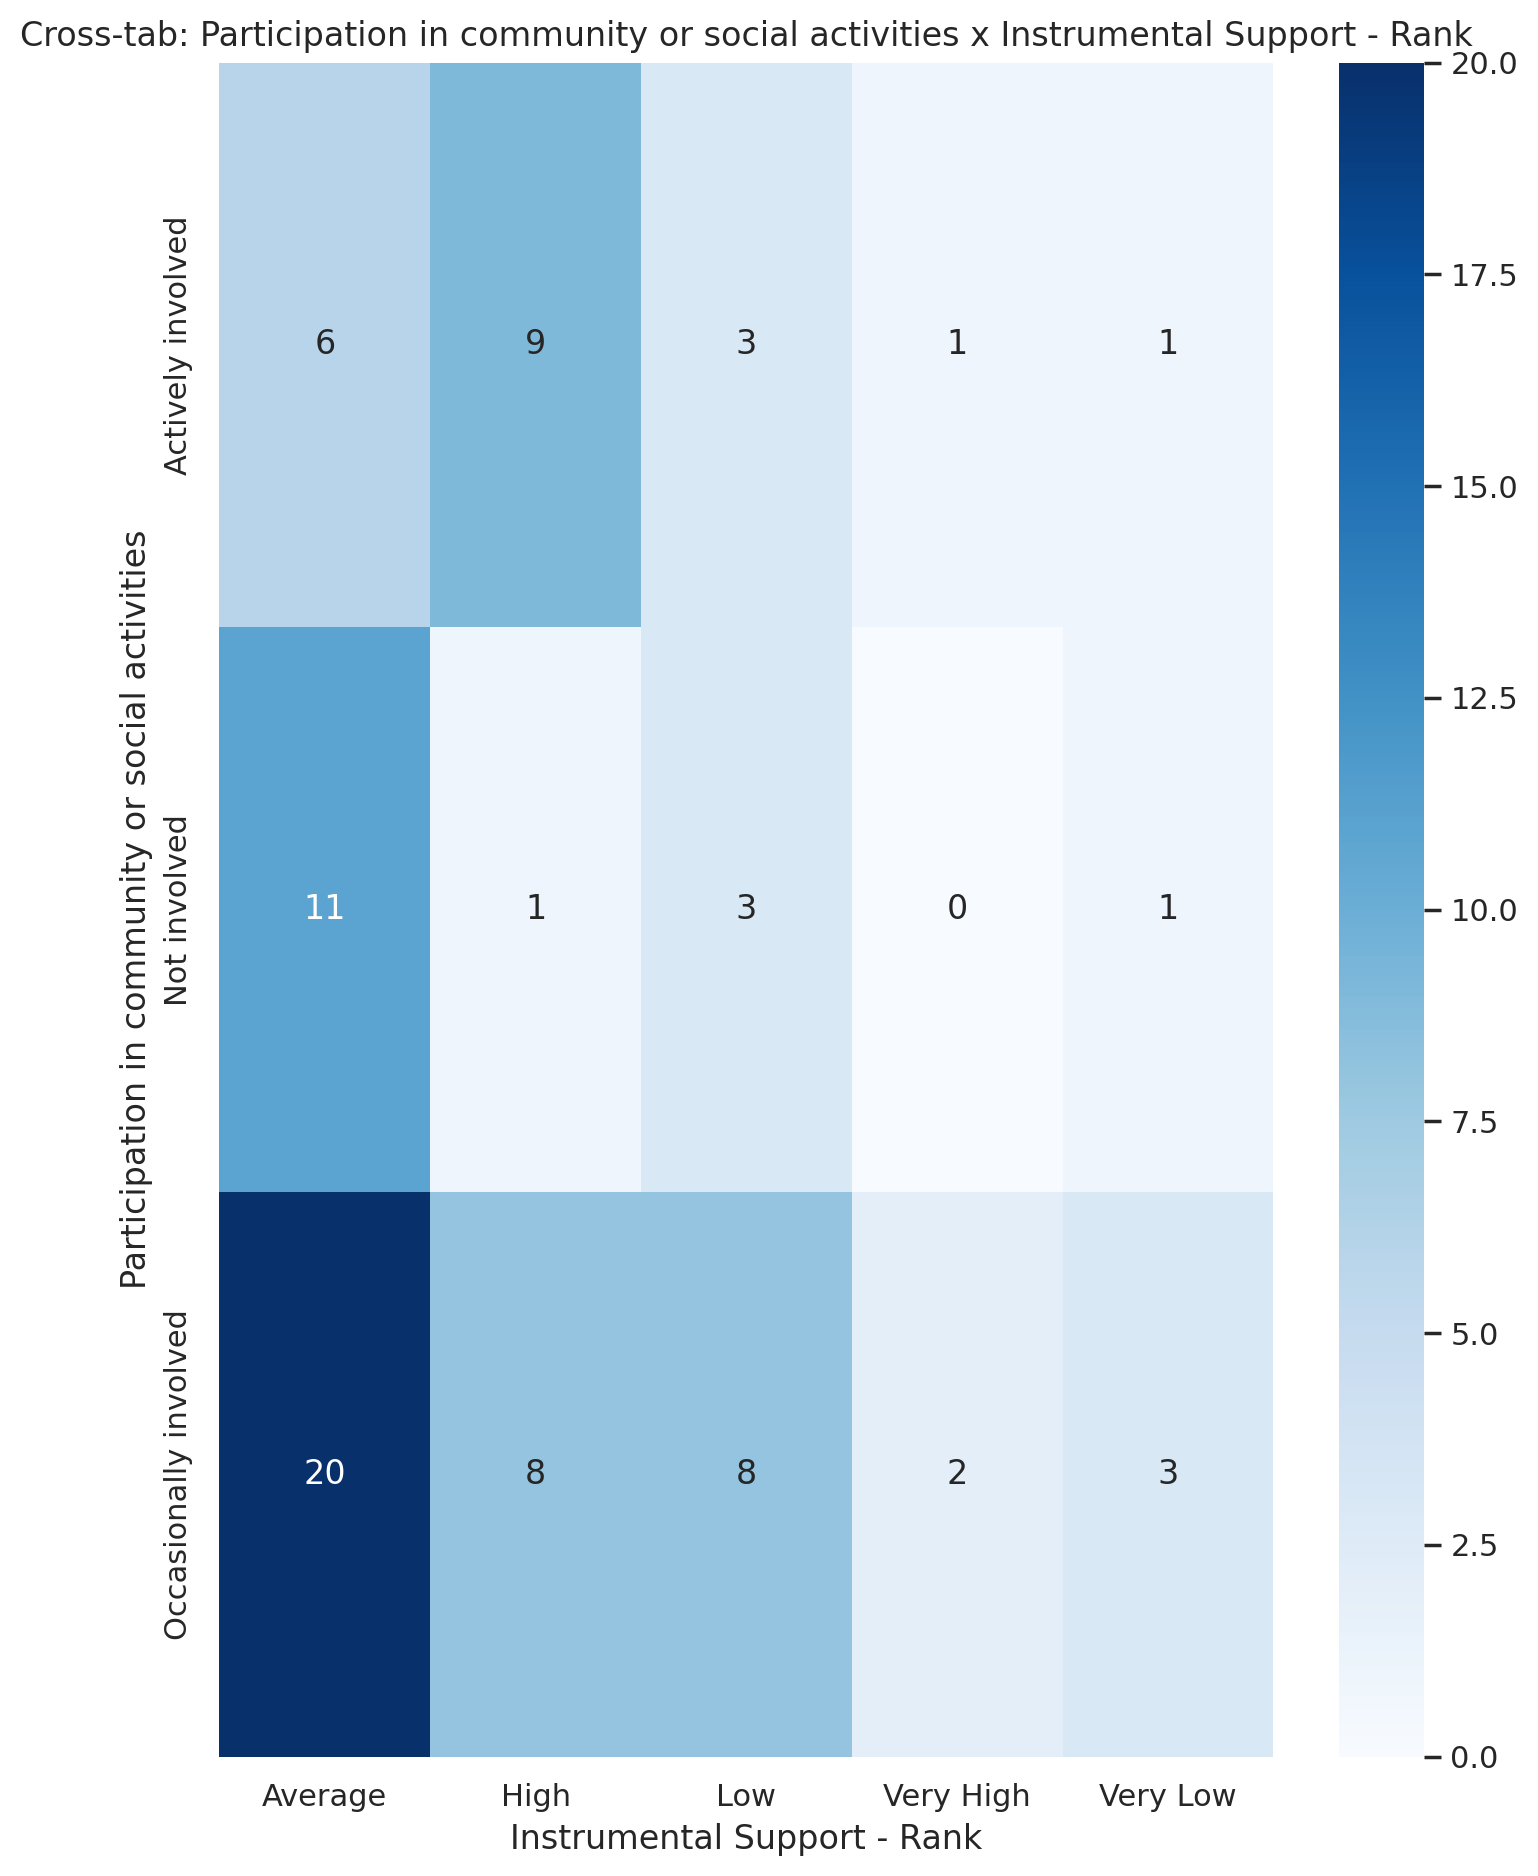 Cross-tab: Participation in community or social activities x Instrumental Support - Rank
Participation in community or social activities
Actively involved
6 9 3 1 1
Not involved
11 1 3 0 1
Occasionally involved
20 8 8 2 3
Average High Low Very High Very Low
Instrumental Support - Rank
20.0
17.5
15.0
12.5
10.0
7.5
5.0
2.5
0.0